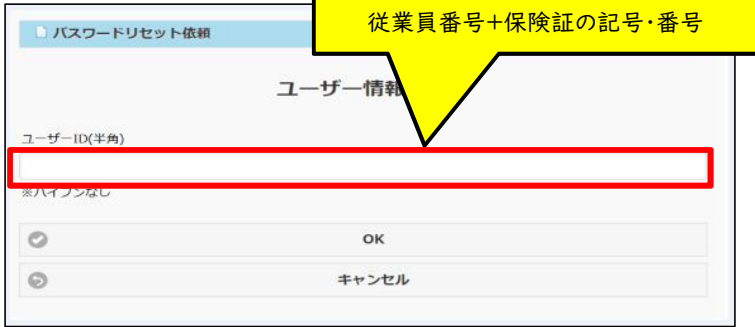 従業員番号+保険証の記号・番号
パスワードリセット依頼
ユーザー情報
ユーザーID(半角)
※ハイフンなし
OK
キャンセル